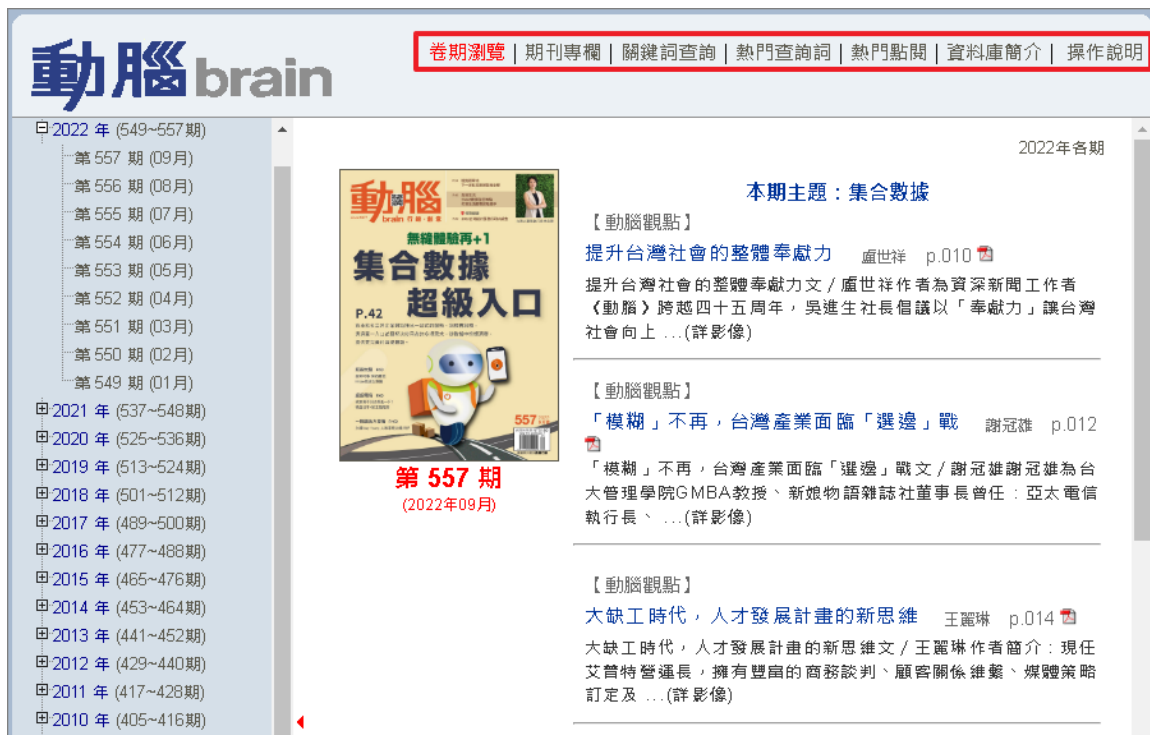 動腦brain
卷期瀏覽 | 期刊專欄 | 關鍵詞查詢 | 熱門查詢詞 | 熱門點閱 | 資料庫簡介 | 操作說明
2022 年 (549~557期)
第 557 期 (09月)
第 556 期 (08月)
第 555 期 (07月)
第 554 期 (06月)
第 553 期 (05月)
第 552 期 (04月)
第 551 期 (03月)
第 550 期 (02月)
第 549 期 (01月)
2021 年 (537~548期)
2020 年 (525~536期)
2019 年 (513~524期)
2018 年 (501~512期)
2017 年 (489~500期)
2016 年 (477~488期)
2015 年 (465~476期)
2014 年 (453~464期)
2013 年 (441~452期)
2012 年 (429~440期)
2011 年 (417~428期)
2010 年 (405~416期)
動腦
brain 行銷·創意
無縫體驗再+1
集合數據
超級入口
P.42
557
第 557 期
(2022年09月)
2022年各期
本期主題：集合數據
【動腦觀點】
提升台灣社會的整體奉獻力 盧世祥 p.010
提升台灣社會的整體奉獻力文／盧世祥作者為資深新聞工作者
《動腦》跨越四十五周年，吳進生社長倡議以「奉獻力」讓台灣
社會向上 ...(詳影像)
【動腦觀點】
「模糊」不再，台灣產業面臨「選邊」戰 謝冠雄 p.012
「模糊」不再，台灣產業面臨「選邊」戰文／謝冠雄謝冠雄為台
大管理學院GMBA教授、新娘物語雜誌社董事長曾任：亞太電信
執行長、 ...(詳影像)
【動腦觀點】
大缺工時代，人才發展計畫的新思維 王麗琳 p.014
大缺工時代，人才發展計畫的新思維文／王麗琳作者簡介：現任
艾普特營運長，擁有豐富的商務談判、顧客關係維繫、媒體策略
訂定及 ...(詳影像)